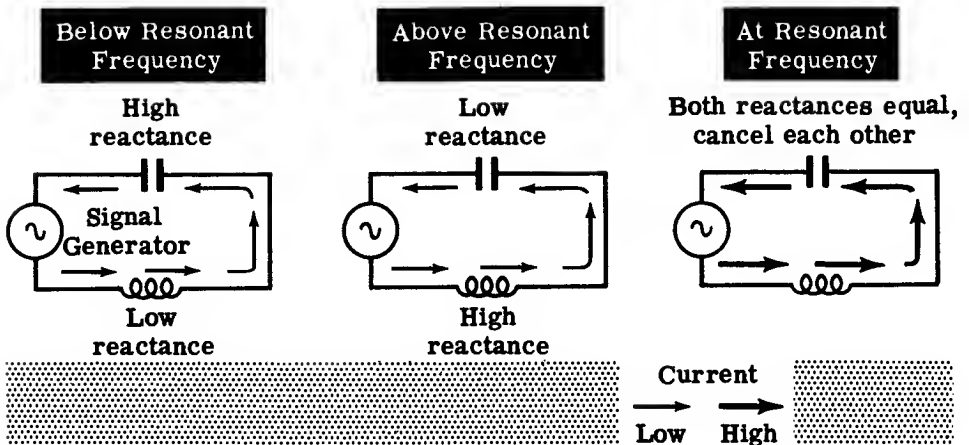 Below Resonant
Frequency
High
reactance
Signal
Generator
Low
reactance
Above Resonant
Frequency
Low
reactance
High
reactance
At Resonant
Frequency
Both reactances equal,
cancel each other
Current
Low High